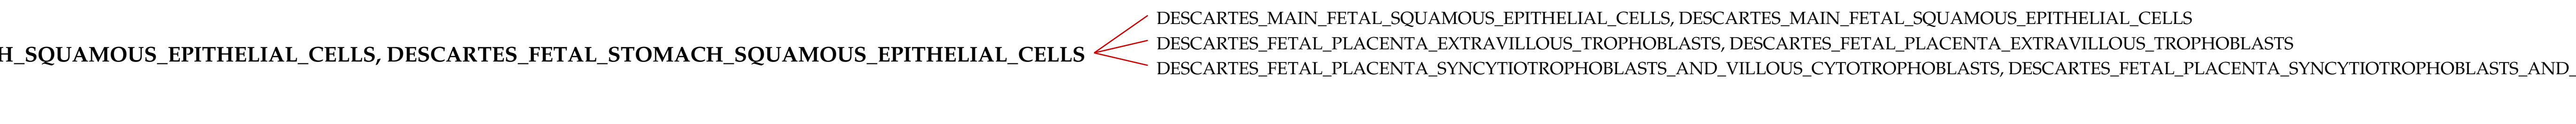 H_SQUAMOUS_EPITHELIAL_CELLS, DESCARTES_FETAL_STOMACH_SQUAMOUS_EPITHELIAL_CELLS
DESCARTES_MAIN_FETAL_SQUAMOUS_EPITHELIAL_CELLS, DESCARTES_MAIN_FETAL_SQUAMOUS_EPITHELIAL_CELLS
DESCARTES_FETAL_PLACENTA_EXTRAVILLOUS_TROPHOBLASTS, DESCARTES_FETAL_PLACENTA_EXTRAVILLOUS_TROPHOBLASTS
DESCARTES_FETAL_PLACENTA_SYNCYTIOTROPHOBLASTS_AND_VILLOUS_CYTOTROPHOBLASTS, DESCARTES_FETAL_PLACENTA_SYNCYTIOTROPHOBLASTS_AND_